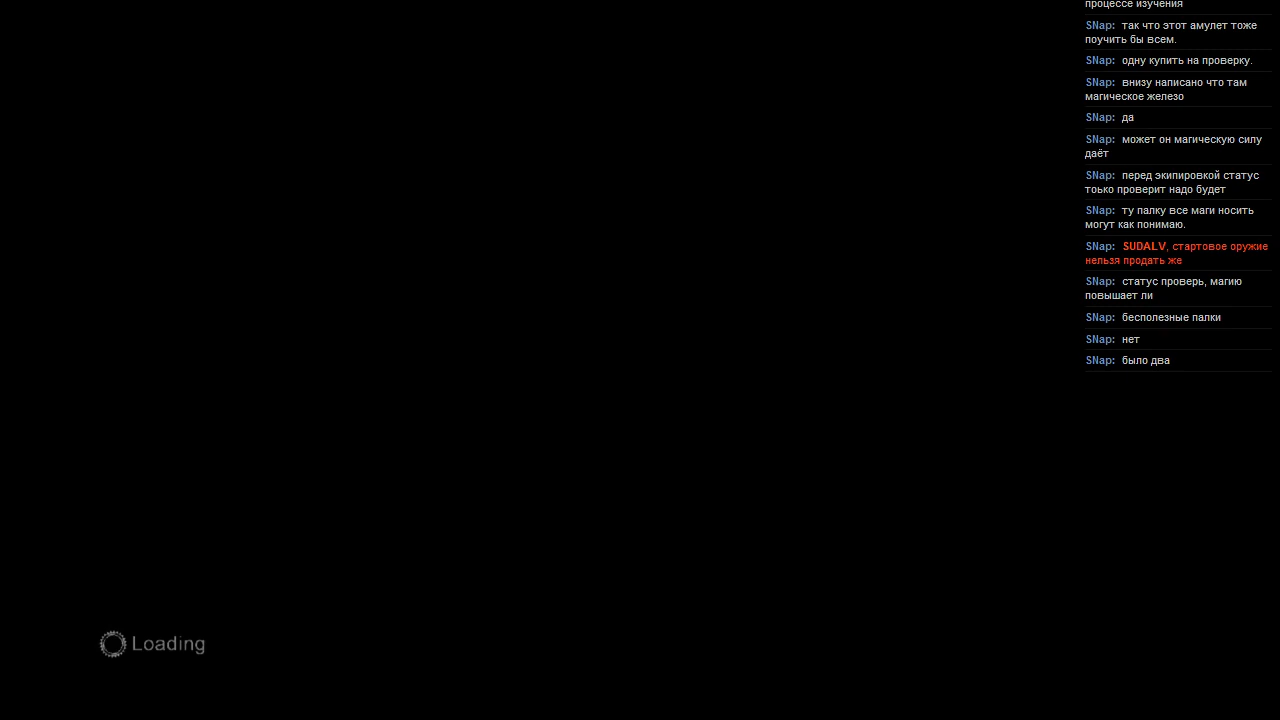 процессе изучения
SNap: так что этот амулет тоже
поучить бы всем.
SNap: одну купить на проверку.
SNap: внизу написано что там
магическое железо
SNap: да
SNap: может он магическую силу
даёт
SNap: перед экипировкой статус
тоько проверит надо будет
SNap: ту палку все маги носить
могут как понимаю.
SNap: SUDALV, стартовое оружие
нельзя продать же
SNap: статус проверь, магию
повышает ли
SNap: бесполезные палки
SNap: нет
SNap: было два
Loading